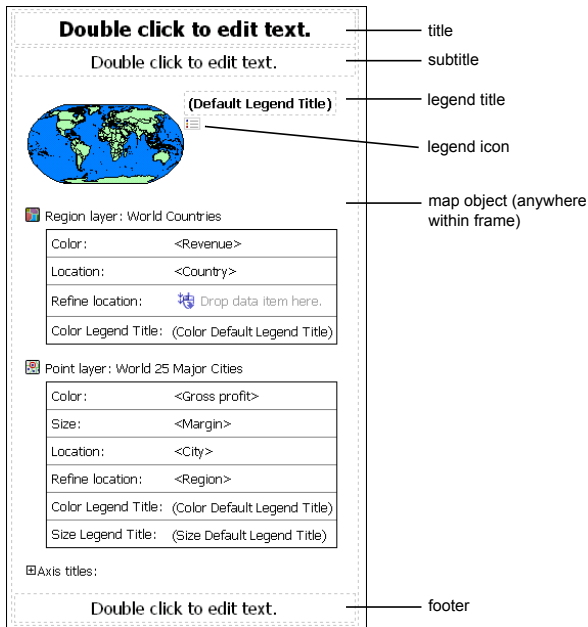 Double click to edit text.
title
Double click to edit text.
subtitle
(Default Legend Title)
legend title
legend icon
map object (anywhere
within frame)
Region layer: World Countries
Color: <Revenue>
Location: <Country>
Refine location: Drop data item here.
Color Legend Title: (Color Default Legend Title)
Point layer: World 25 Major Cities
Color: <Gross profit>
Size: <Margin>
Location: <City>
Refine location: <Region>
Color Legend Title: (Color Default Legend Title)
Size Legend Title: (Size Default Legend Title)
Axis titles:
Double click to edit text.
footer